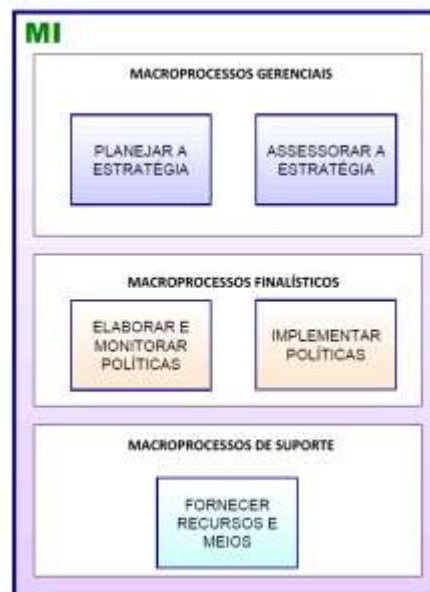 MI
MACROPROCESSOS GERENCIAIS
PLANEJAR A
ESTRATÉGIA
ASSESSORAR A
ESTRATÉGIA
MACROPROCESSOS FINALÍSTICOS
ELABORAR E
MONITORAR
POLÍTICAS
IMPLEMENTAR
POLÍTICAS
MACROPROCESSOS DE SUPORTE
FORNECER
RECURSOS E
MEIOS